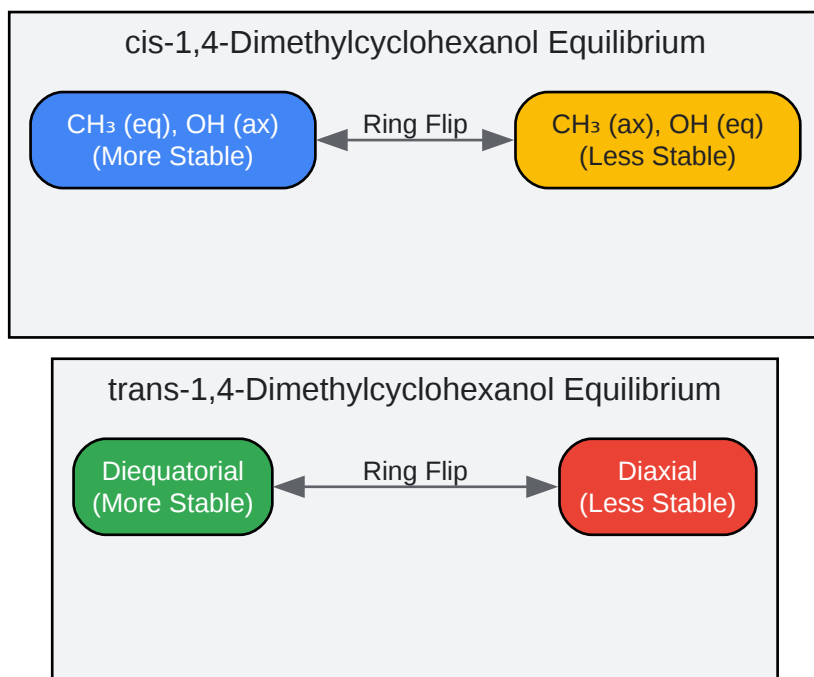 cis-1,4-Dimethylcyclohexanol Equilibrium
CH₃ (eq), OH (ax)
(More Stable)
Ring Flip
CH₃ (ax), OH (eq)
(Less Stable)
trans-1,4-Dimethylcyclohexanol Equilibrium
Diequatorial
(More Stable)
Ring Flip
Diaxial
(Less Stable)